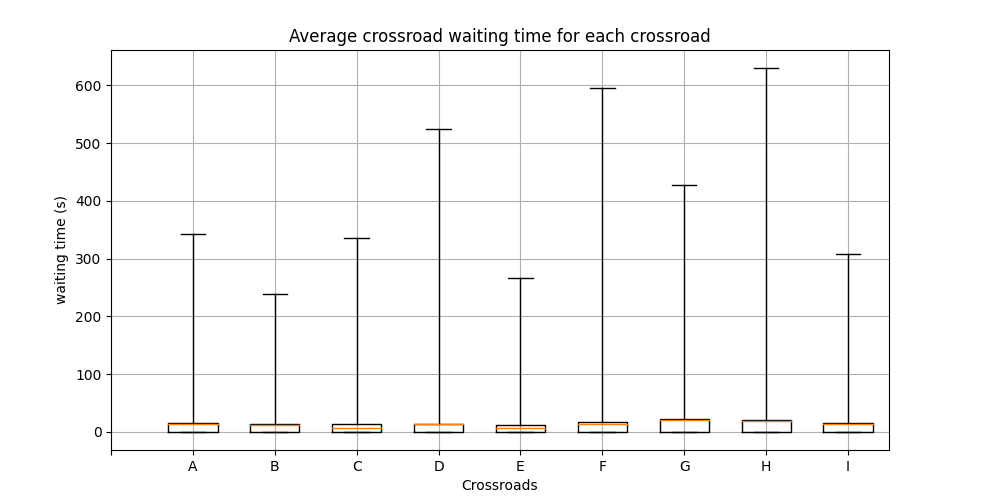 Average crossroad waiting time for each crossroad
600
500
400
300
200
100
0
waiting time (s)
A B C D E F G H I
Crossroads